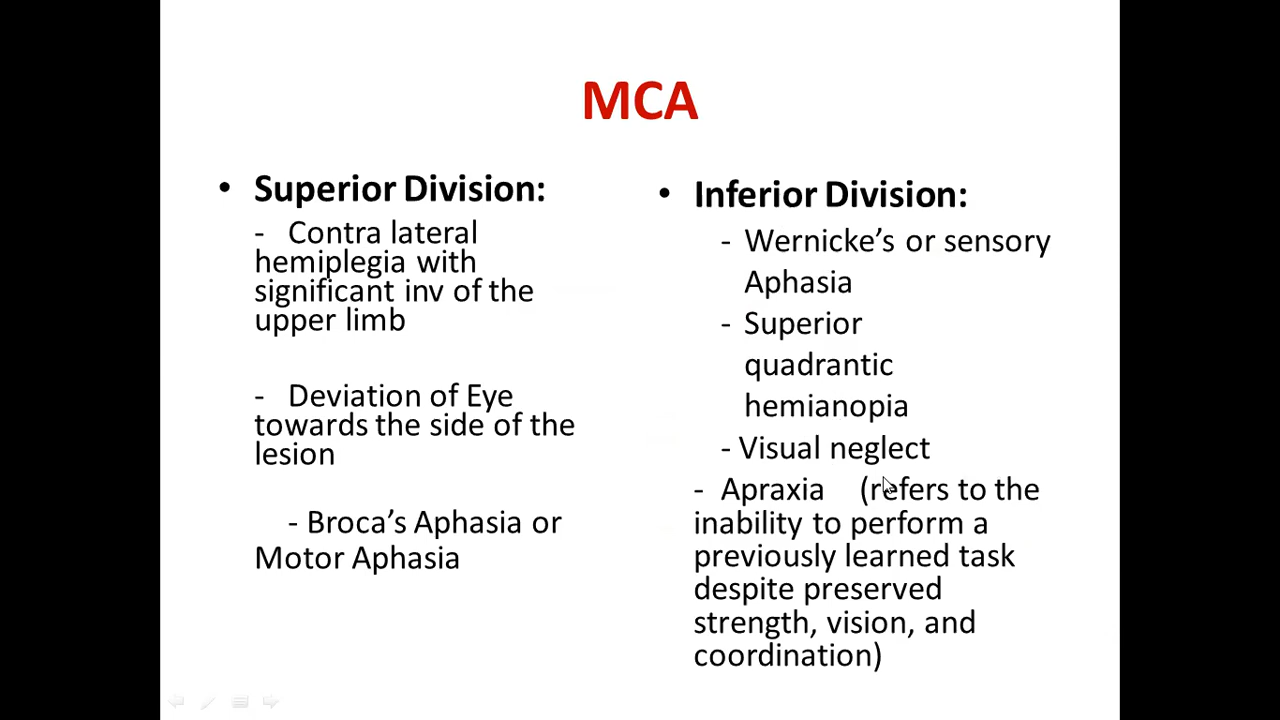 MCA
• Superior Division:
- Contra lateral
hemiplegia with
significant inv of the
upper limb
- Deviation of Eye
towards the side of the
lesion
- Broca’s Aphasia or
Motor Aphasia
• Inferior Division:
- Wernicke’s or sensory
Aphasia
- Superior
quadrantic
hemianopia
- Visual neglect
- Apraxia (refers to the
inability to perform a
previously learned task
despite preserved
strength, vision, and
coordination)